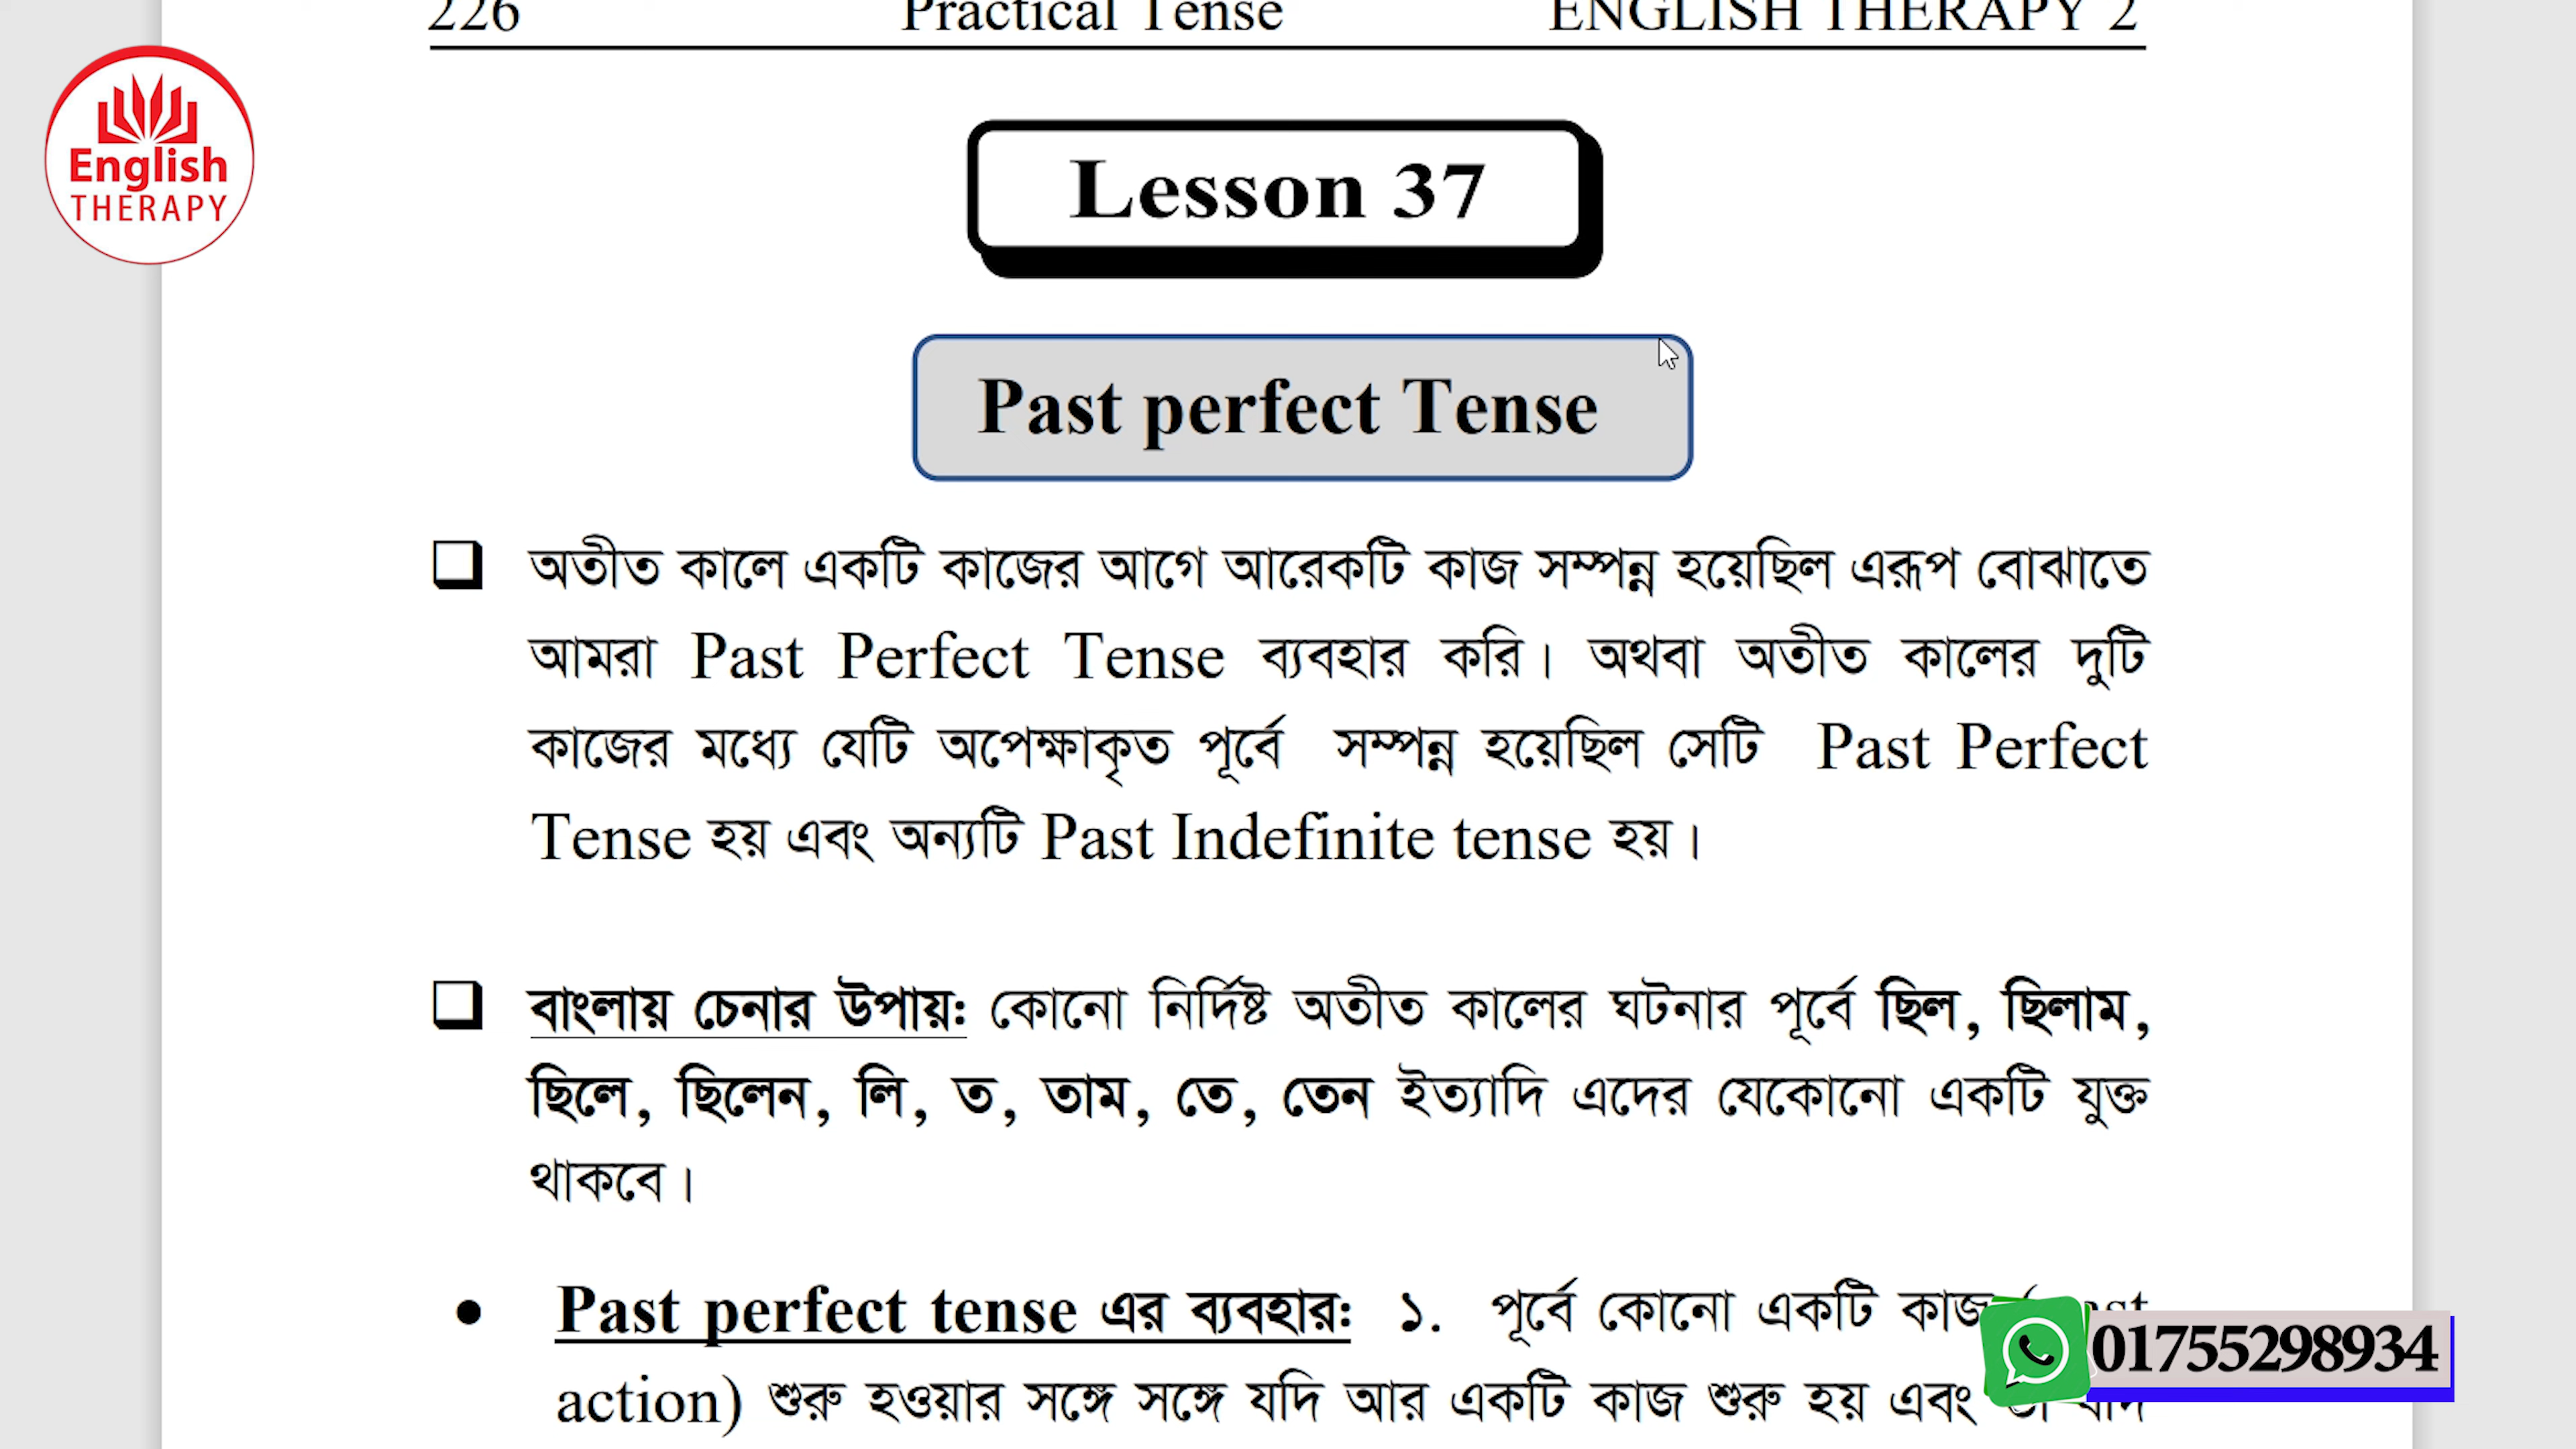 226 Practical Tense ENGLISH THERAPY 2
English
THERAPY
Lesson 37
Past perfect Tense
অতীত কালে একটি কাজের আগে আরেকটি কাজ সম্পন্ন হয়েছিল এরূপ বোঝাতে
আমরা Past Perfect Tense ব্যবহার করি। অথবা অতীত কালের দুটি
কাজের মধ্যে যেটি অপেক্ষাকৃত পূর্বে সম্পন্ন হয়েছিল সেটি Past Perfect
Tense হয় এবং অন্যটি Past Indefinite tense হয়।
বাংলায় চেনার উপায়ঃ কোনো নির্দিষ্ট অতীত কালের ঘটনার পূর্বে ছিল, ছিলাম,
ছিলে, ছিলেন, লি, ত, তাম, তে, তেন ইত্যাদি এদের যেকোনো একটি যুক্ত
থাকবে।
• Past perfect tense এর ব্যবহারঃ ১. পূর্বে কোনো একটি কাজ
action) শুরু হওয়ার সঙ্গে সঙ্গে যদি আর একটি কাজ শুরু হয় এবং
01755298934